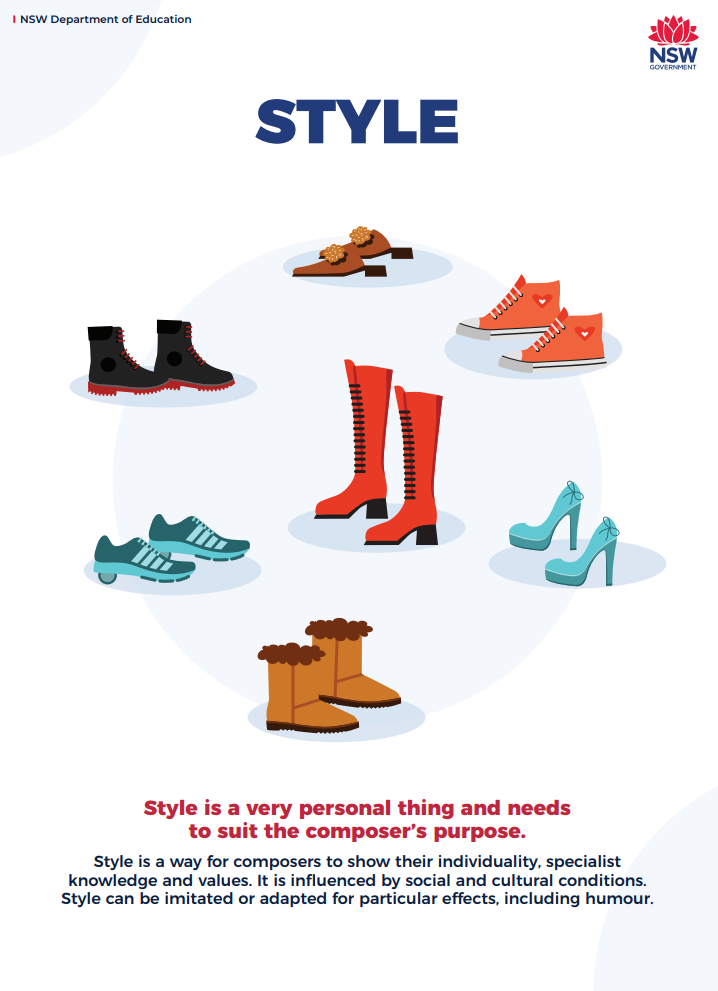 NSW Department of Education
NSW
GOVERNMENT
STYLE
Style is a very personal thing and needs
to suit the composer's purpose.
Style is a way for composers to show their individuality, specialist
knowledge and values. It is influenced by social and cultural conditions.
Style can be imitated or adapted for particular effects, including humour.